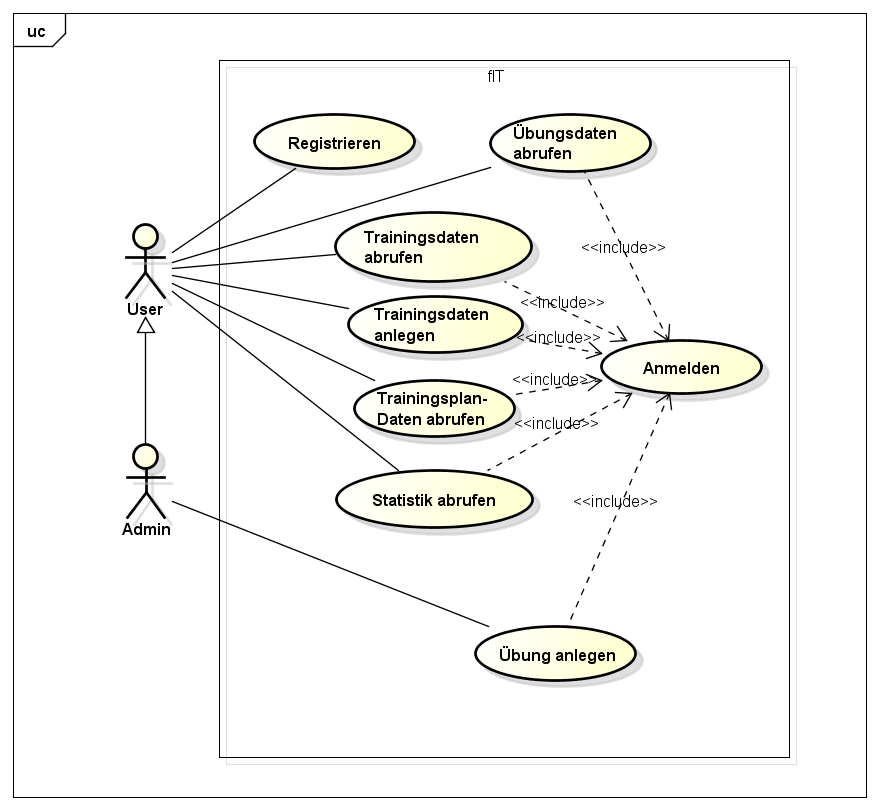 uc
fIT
Registrieren
Übungsdaten
abrufen
Trainingsdaten
abrufen
<<include>>
User
<<include>>
Trainingsdaten
anlegen
<<include>>
Anmelden
<<include>>
Trainingsplan-
Daten abrufen
<<include>>
Statistik abrufen
<<include>>
Admin
Übung anlegen